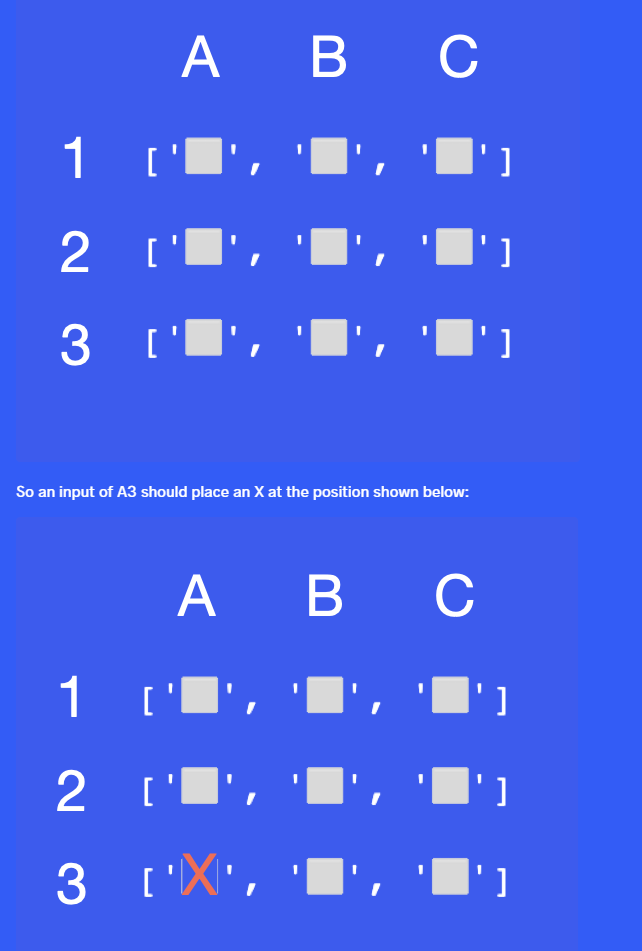 A B C
1 ['⬜', '⬜', '⬜']
2 ['⬜', '⬜', '⬜']
3 ['⬜', '⬜', '⬜']
So an input of A3 should place an X at the position shown below:
A B C
1 ['⬜', '⬜', '⬜']
2 ['⬜', '⬜', '⬜']
3 ['X', '⬜', '⬜']